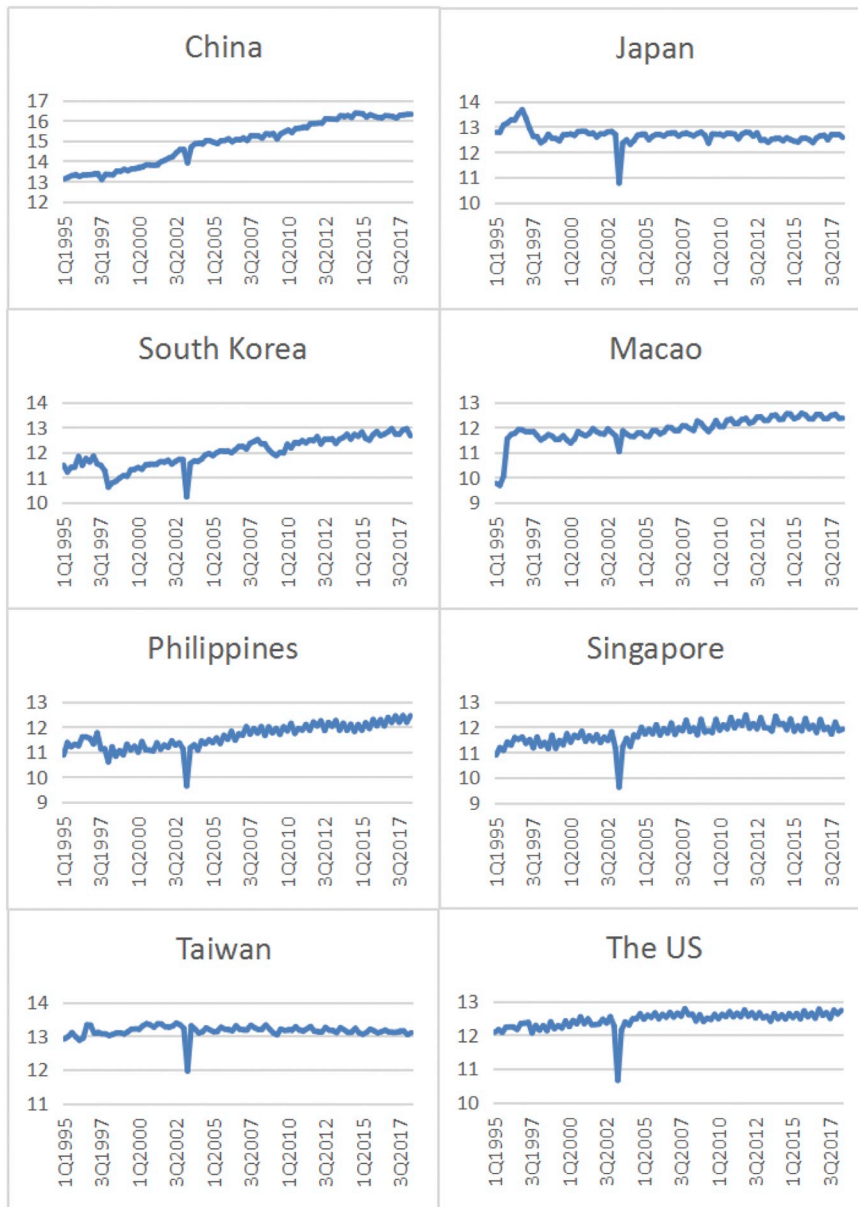 China
17
16
15
14
13
12
1Q1995
3Q1997
1Q2000
3Q2002
1Q2005
3Q2007
1Q2010
3Q2012
1Q2015
3Q2017
Japan
14
13
12
11
10
1Q1995
3Q1997
1Q2000
3Q2002
1Q2005
3Q2007
1Q2010
3Q2012
1Q2015
3Q2017
South Korea
14
13
12
11
10
1Q1995
3Q1997
1Q2000
3Q2002
1Q2005
3Q2007
1Q2010
3Q2012
1Q2015
3Q2017
Macao
13
12
11
10
9
1Q1995
3Q1997
1Q2000
3Q2002
1Q2005
3Q2007
1Q2010
3Q2012
1Q2015
3Q2017
Philippines
13
12
11
10
9
1Q1995
3Q1997
1Q2000
3Q2002
1Q2005
3Q2007
1Q2010
3Q2012
1Q2015
3Q2017
Singapore
13
12
11
10
9
1Q1995
3Q1997
1Q2000
3Q2002
1Q2005
3Q2007
1Q2010
3Q2012
1Q2015
3Q2017
Taiwan
14
13
12
11
1Q1995
3Q1997
1Q2000
3Q2002
1Q2005
3Q2007
1Q2010
3Q2012
1Q2015
3Q2017
The US
13
12
11
10
1Q1995
3Q1997
1Q2000
3Q2002
1Q2005
3Q2007
1Q2010
3Q2012
1Q2015
3Q2017